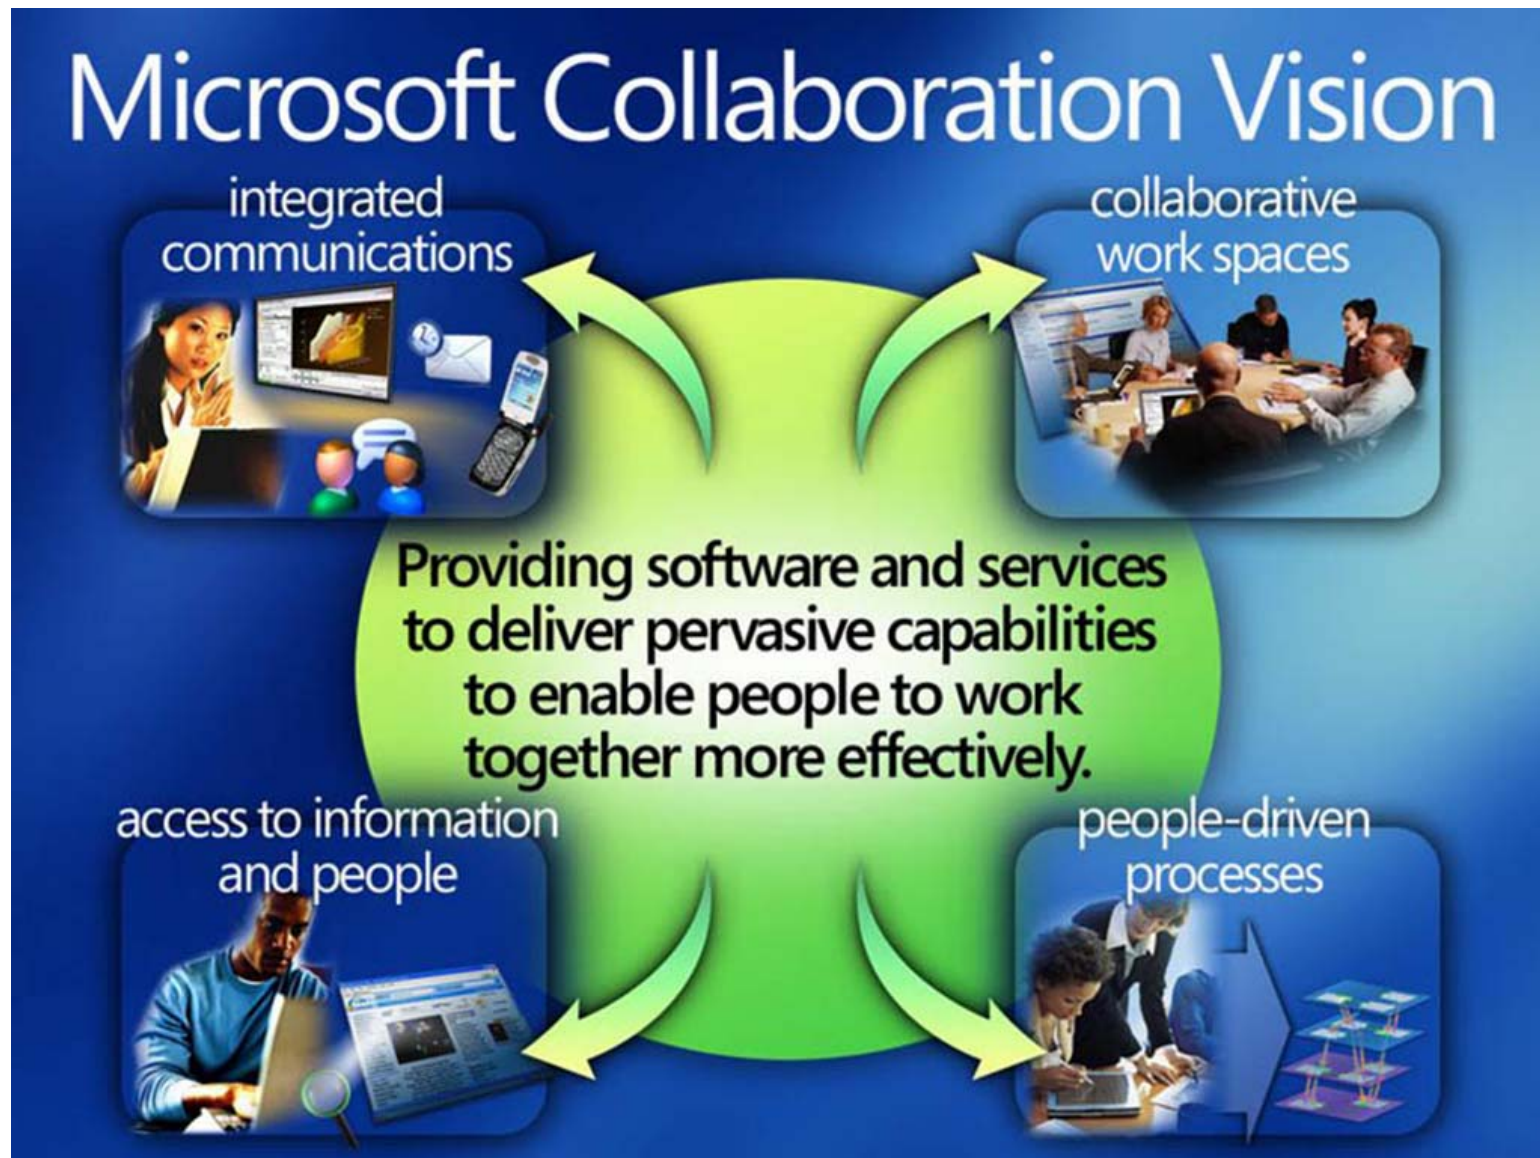 Microsoft Collaboration Vision
integrated
communications
collaborative
work spaces
Providing software and services
to deliver pervasive capabilities
to enable people to work
together more effectively.
access to information
and people
people-driven
processes